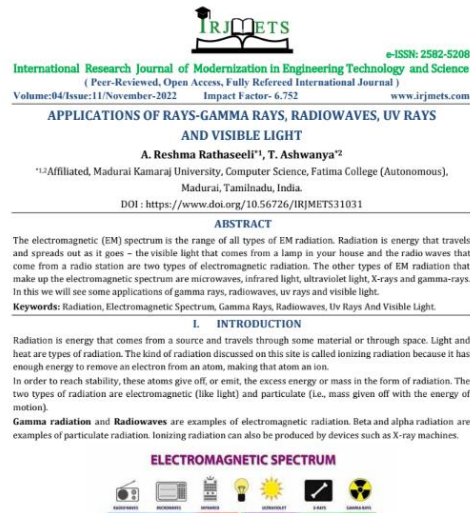 IRJMETS
e-ISSN: 2582-5208
International Research Journal of Modernization in Engineering Technology and Science
( Peer-Reviewed, Open Access, Fully Refereed International Journal )
Volume:04/Issue:11/November-2022 Impact Factor- 6.752 www.irjmets.com
APPLICATIONS OF RAYS-GAMMA RAYS, RADIOWAVES, UV RAYS
AND VISIBLE LIGHT
A. Reshma Rathaseeli*1, T. Ashwanya*2
*1,2Affiliated, Madurai Kamaraj University, Computer Science, Fatima College (Autonomous),
Madurai, Tamilnadu, India.
DOI : https://www.doi.org/10.56726/IRJMETS31031
ABSTRACT
The electromagnetic (EM) spectrum is the range of all types of EM radiation. Radiation is energy that travels
and spreads out as it goes – the visible light that comes from a lamp in your house and the radio waves that
come from a radio station are two types of electromagnetic radiation. The other types of EM radiation that
make up the electromagnetic spectrum are microwaves, infrared light, ultraviolet light, X-rays and gamma-rays.
In this we will see some applications of gamma rays, radiowaves, uv rays and visible light.
Keywords: Radiation, Electromagnetic Spectrum, Gamma Rays, Radiowaves, Uv Rays And Visible Light.
I. INTRODUCTION
Radiation is energy that comes from a source and travels through some material or through space. Light and
heat are types of radiation. The kind of radiation discussed on this site is called ionizing radiation because it has
enough energy to remove an electron from an atom, making that atom an ion.
In order to reach stability, these atoms give off, or emit, the excess energy or mass in the form of radiation. The
two types of radiation are electromagnetic (like light) and particulate (i.e., mass given off with the energy of
motion).
Gamma radiation and Radiowaves are examples of electromagnetic radiation. Beta and alpha radiation are
examples of particulate radiation. Ionizing radiation can also be produced by devices such as X-ray machines.
ELECTROMAGNETIC SPECTRUM
RADIOWAVES MICROWAVES INFRARED ULTRAVIOLET X-RAYS GAMMA RAYS